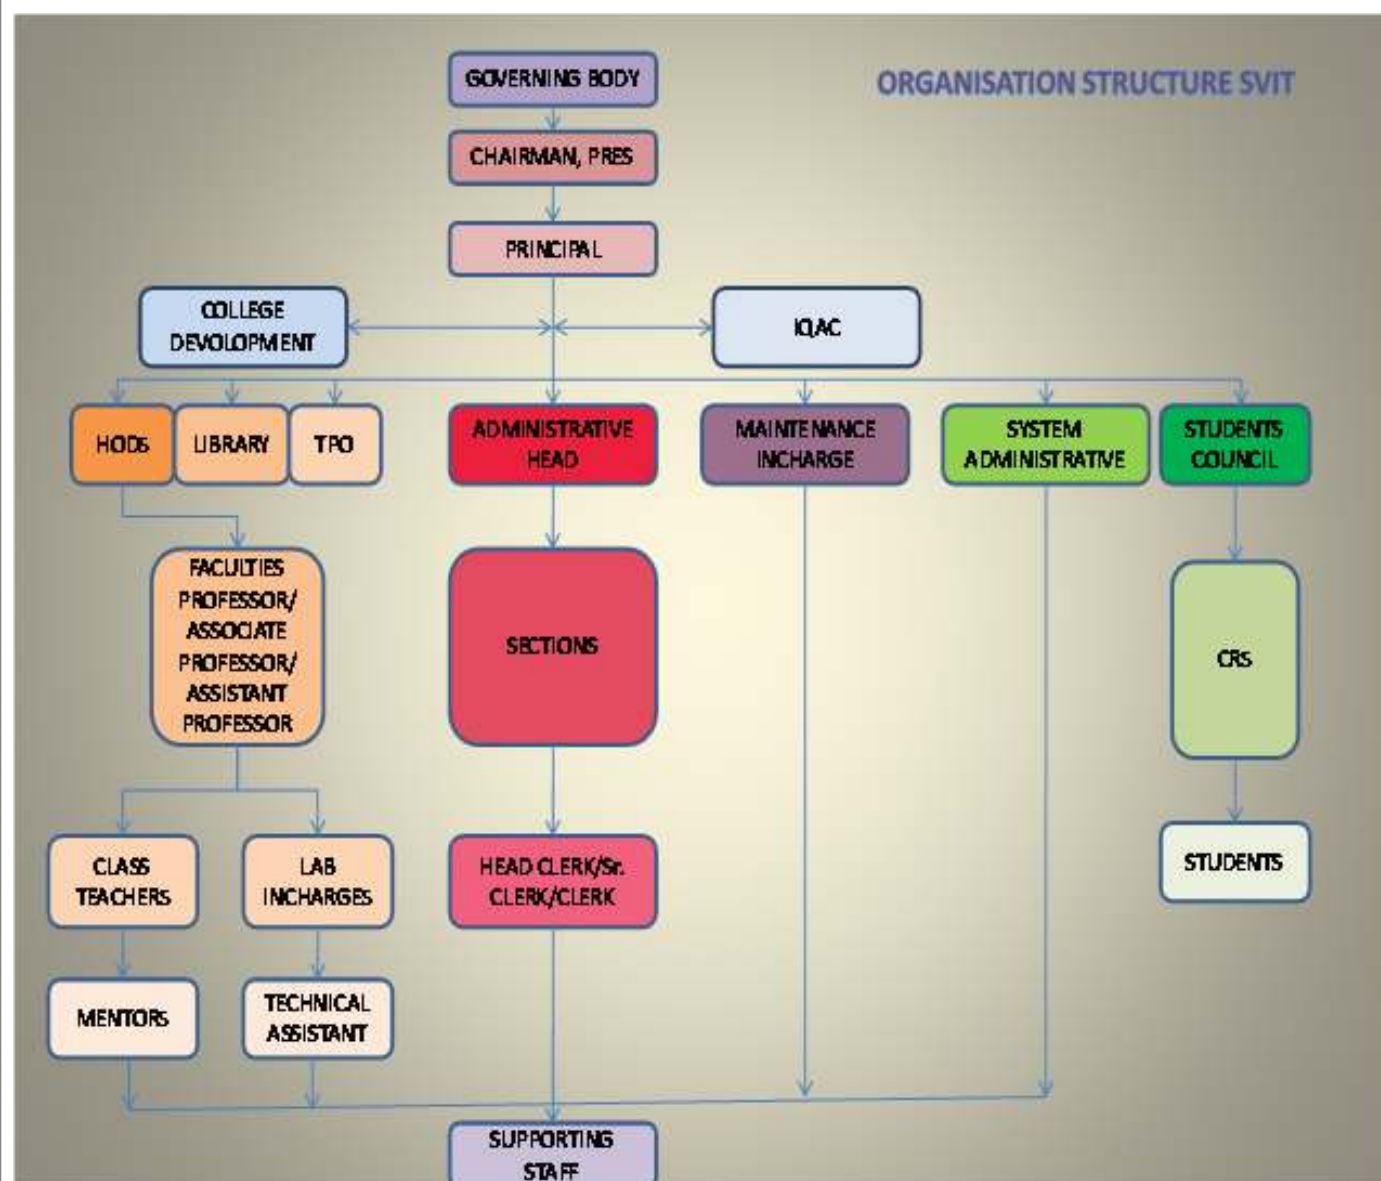 GOVERNING BODY
ORGANISATION STRUCTURE SVIT
CHAIRMAN, PRES
PRINCIPAL
COLLEGE
DEVOLOPMENT
IQAC
HODs
LIBRARY
TPO
ADMINISTRATIVE
HEAD
MAINTENANCE
INCHARGE
SYSTEM
ADMINISTRATIVE
STUDENTS
COUNCIL
FACULTIES
PROFESSOR/
ASSOCIATE
PROFESSOR/
ASSISTANT
PROFESSOR
SECTIONS
CRs
CLASS
TEACHERs
LAB
INCHARGEs
HEAD CLERK/Sr.
CLERK/CLERK
STUDENTS
MENTORs
TECHNICAL
ASSISTANT
SUPPORTING
STAFF